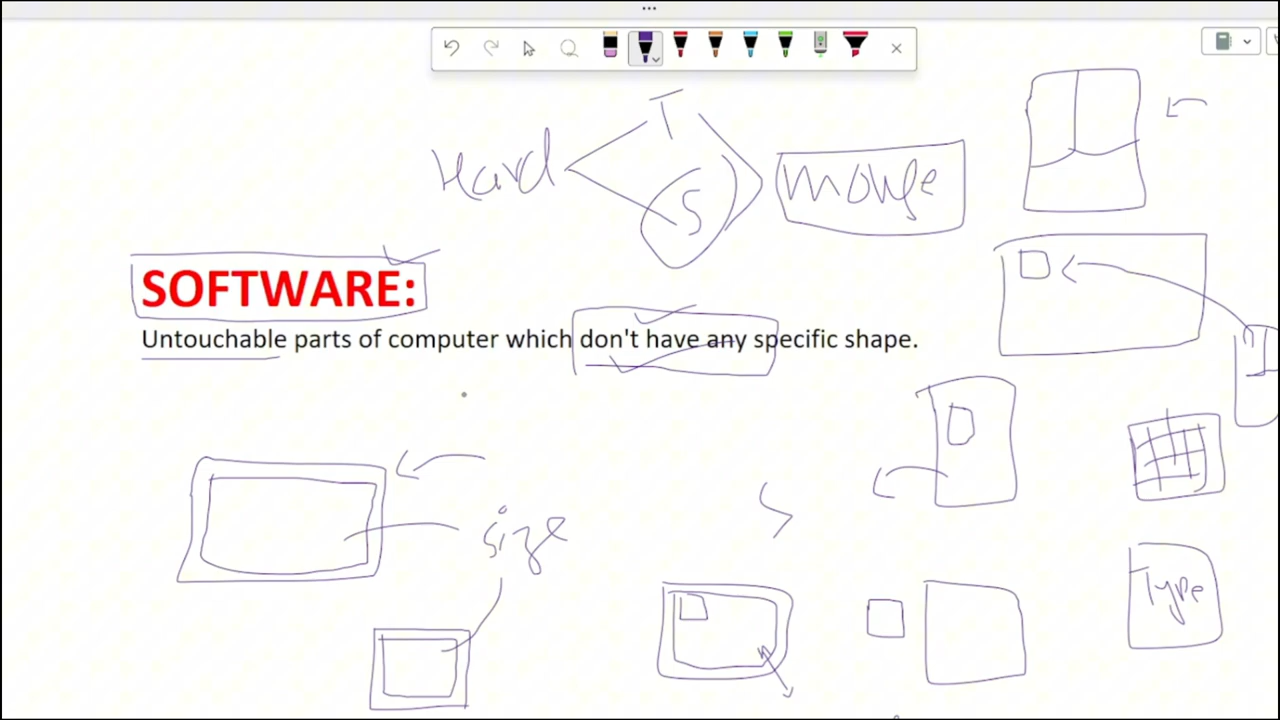 T
Hard
S
mouse
SOFTWARE:
Untouchable parts of computer which don't have any specific shape.
size
Type